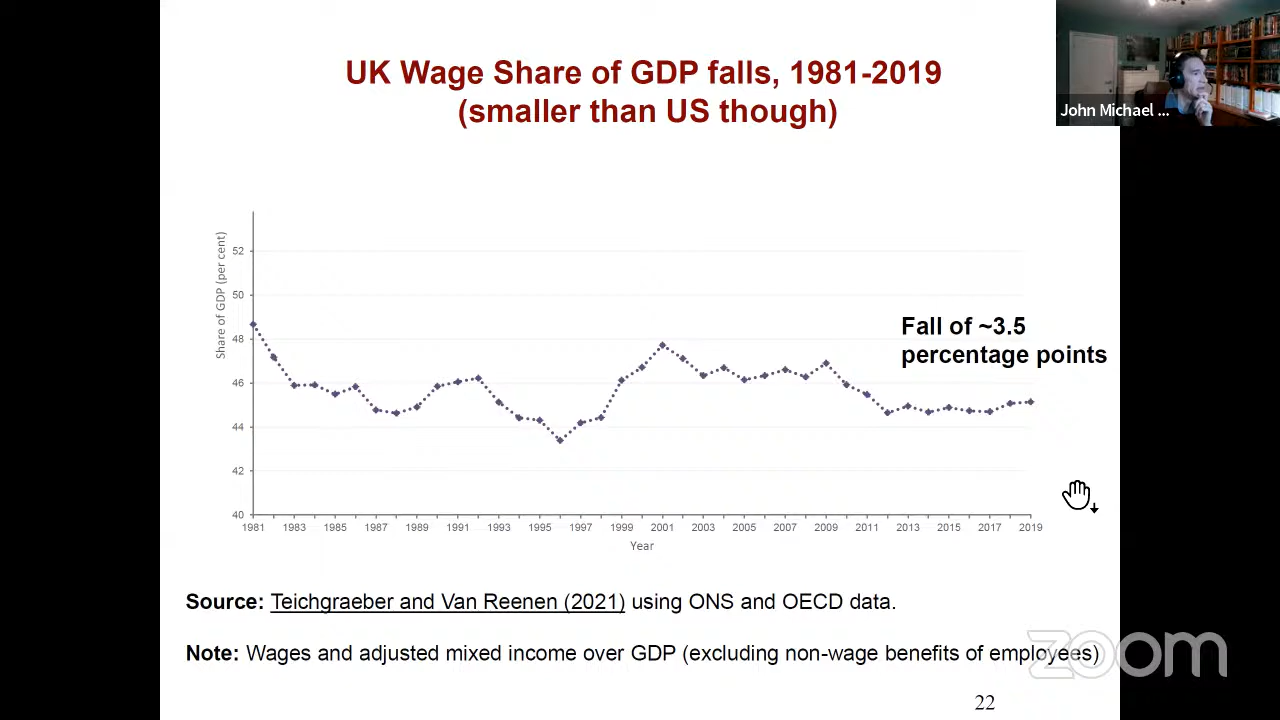 UK Wage Share of GDP falls, 1981-2019
(smaller than US though)
John Michael ...
Share of GDP (per cent)
52
50
48
46
44
42
40
Fall of ~3.5
percentage points
1981 1983 1985 1987 1989 1991 1993 1995 1997 1999 2001 2003 2005 2007 2009 2011 2013 2015 2017 2019
Year
Source: Teichgraeber and Van Reenen (2021) using ONS and OECD data.
Note: Wages and adjusted mixed income over GDP (excluding non-wage benefits of employees)
zoom
22